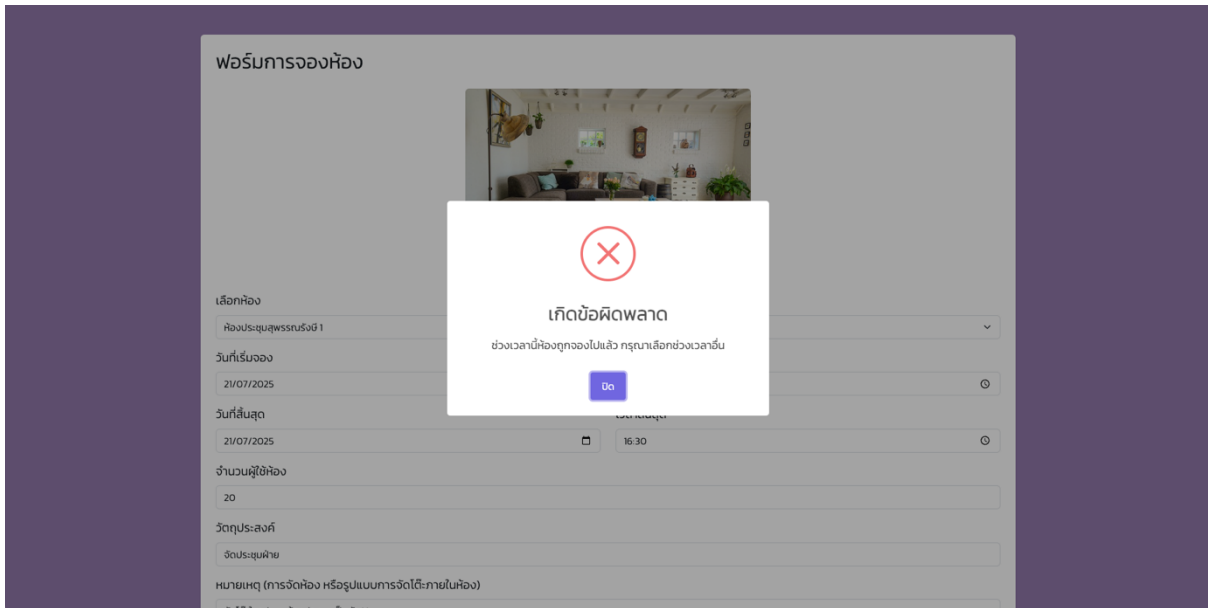 ฟอร์มการจองห้อง
เลือกห้อง
ห้องประชุมสุพรรณรังษี 1
วันที่เริ่มจอง
21/07/2025
เกิดข้อผิดพลาด
ช่วงเวลานี้ห้องถูกจองไปแล้ว กรุณาเลือกช่วงเวลาอื่น
ปิด
วันที่สิ้นสุด
21/07/2025
16:30
จำนวนผู้ใช้ห้อง
20
วัตถุประสงค์
จัดประชุมฝ่าย
หมายเหตุ (การจัดห้อง หรือรูปแบบการจัดโต๊ะภายในห้อง)